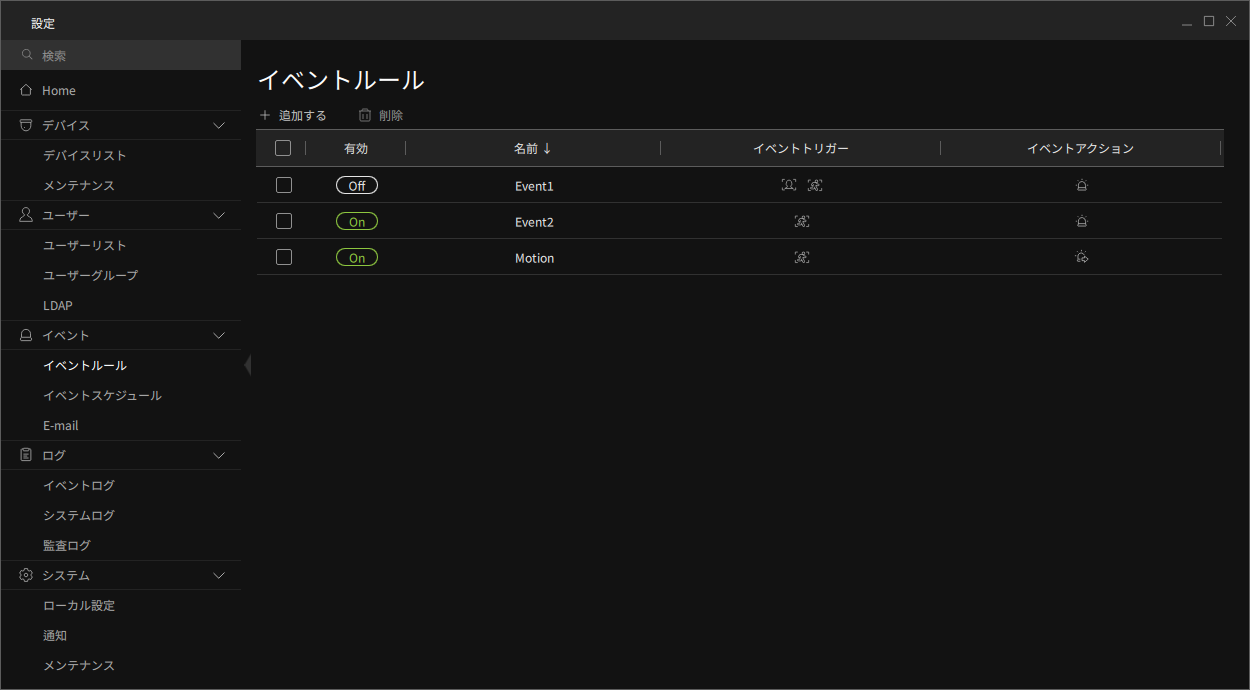 設定
検索
Home
デバイス
デバイスリスト
メンテナンス
ユーザー
ユーザーリスト
ユーザーグループ
LDAP
イベント
イベントルール
イベントスケジュール
E-mail
ログ
イベントログ
システムログ
監査ログ
システム
ローカル設定
通知
メンテナンス
イベントルール
追加する 削除
有効 名前 ↓ イベントトリガー イベントアクション
Off Event1
On Event2
On Motion